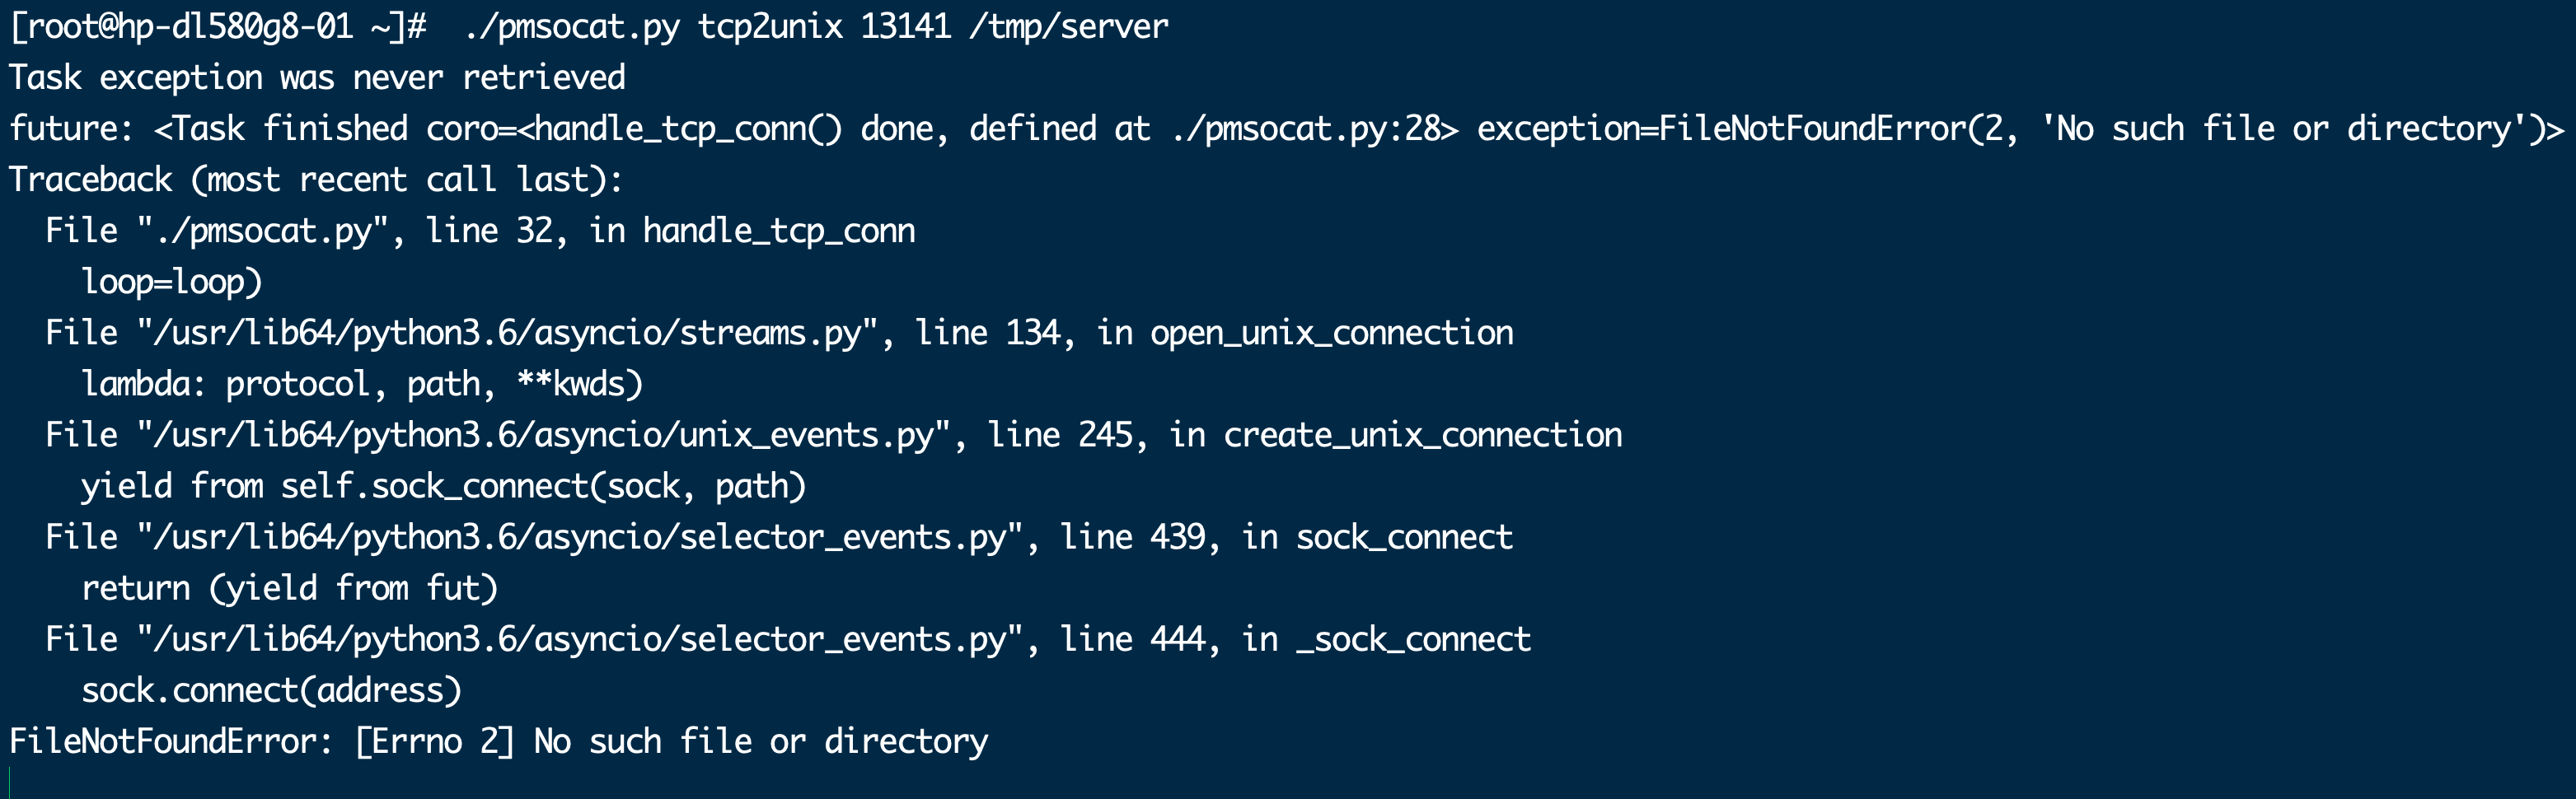 [root@hp-dl580g8-01 ~]#  ./pmsocat.py tcp2unix 13141 /tmp/server
Task exception was never retrieved
future: <Task finished coro=<handle_tcp_conn() done, defined at ./pmsocat.py:28> exception=FileNotFoundError(2, 'No such file or directory')>
Traceback (most recent call last):
  File "./pmsocat.py", line 32, in handle_tcp_conn
    loop=loop)
  File "/usr/lib64/python3.6/asyncio/streams.py", line 134, in open_unix_connection
    lambda: protocol, path, **kwds)
  File "/usr/lib64/python3.6/asyncio/unix_events.py", line 245, in create_unix_connection
    yield from self.sock_connect(sock, path)
  File "/usr/lib64/python3.6/asyncio/selector_events.py", line 439, in sock_connect
    return (yield from fut)
  File "/usr/lib64/python3.6/asyncio/selector_events.py", line 444, in _sock_connect
    sock.connect(address)
FileNotFoundError: [Errno 2] No such file or directory